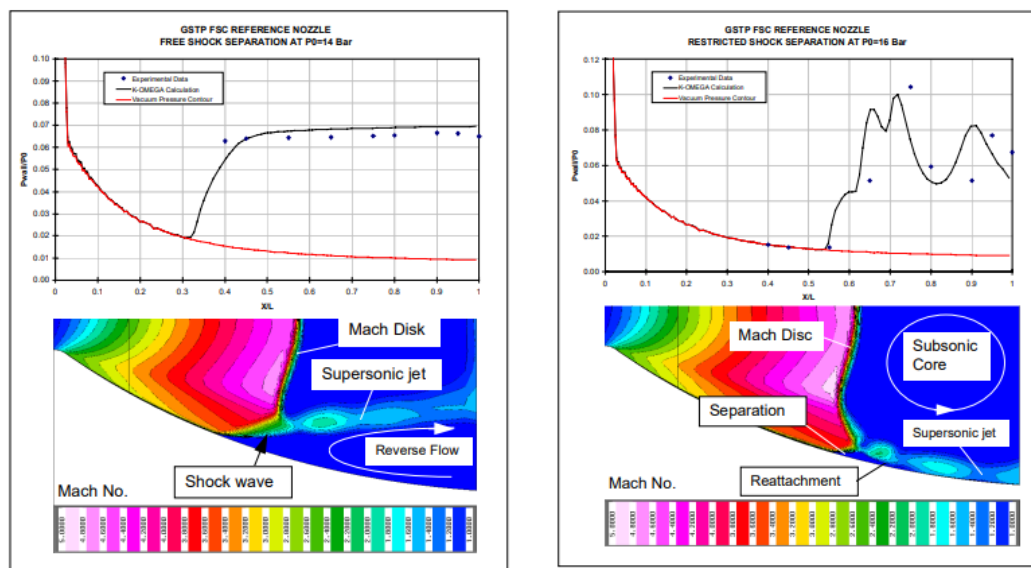 GSTP FSC REFERENCE NOZZLE
FREE SHOCK SEPARATION AT P0=14 Bar
0.10
0.09
0.08
0.07
0.06
0.05
0.04
0.03
0.02
0.01
0.00
Pwall/P0
Experimental Data
K-OMEGA Calculation
Vacuum Pressure Contour
0 0.1 0.2 0.3 0.4 0.5 0.6 0.7 0.8 0.9 1
X/L
Mach Disk
Supersonic jet
Reverse Flow
Shock wave
Mach No.
GSTP FSC REFERENCE NOZZLE
RESTRICTED SHOCK SEPARATION AT P0=16 Bar
0.12
0.10
0.08
0.06
0.04
0.02
0.00
Pwall/P0
Experimental Data
K-OMEGA Calculation
Vacuum Pressure Contour
0 0.1 0.2 0.3 0.4 0.5 0.6 0.7 0.8 0.9 1
X/L
Mach Disc
Subsonic
Core
Separation
Supersonic jet
Reattachment
Mach No.